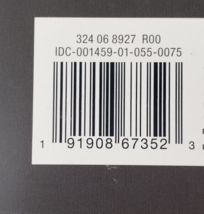 324 06 8927 R00
IDC-001459-01-055-0075
1 91908 67352 3